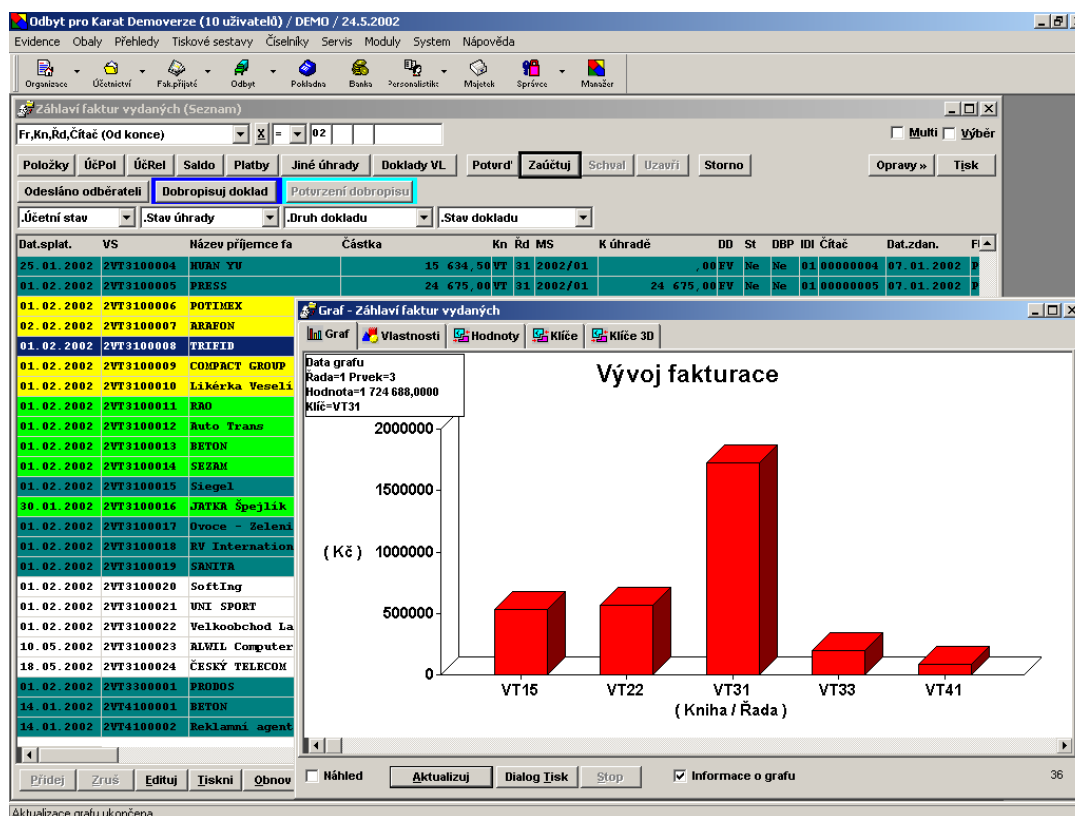 Odbyt pro Karat Demoverze (10 uživatelů) / DEMO / 24.5.2002
Evidence Obaly Přehledy Tiskové sestavy Číselníky Servis Moduly System Nápověda
Organizace Účetnictví Fak.přijaté Odbyt Pokladna Banka Personalistika Majetek Správce Manažer
Záhlaví faktur vydaných (Seznam)
Fr,Kn,Řd,Čítač (Od konce) X = 02 Multi Výběr
Položky ÚčPol ÚčRel Saldo Platby Jiné úhrady Doklady VL Potvrď Zaúčtuj Schval Uzavři Storno Opravy » Tisk
Odesláno odběrateli Dobropisuj doklad Potvrzení dobropisu
.Účetní stav .Stav úhrady .Druh dokladu .Stav dokladu
Dat.splat. VS Název příjemce fa Částka Kn Řd MS K úhradě DD St DBP IDI Čítač Dat.zdan.
25.01.2002 2VT3100004 HUAN YU 15 634,50 VT 31 2002/01 ,00 FV Ne Ne 01 00000004 07.01.2002 P
01.02.2002 2VT3100005 PRESS 24 675,00 VT 31 2002/01 24 675,00 FV Ne Ne 01 00000005 07.01.2002 P
01.02.2002 2VT3100006 POTIMEX
02.02.2002 2VT3100007 ARAFON
01.02.2002 2VT3100008 TRIFID
01.02.2002 2VT3100009 COMPACT GROUP
01.02.2002 2VT3100010 Likérka Veselí
01.02.2002 2VT3100011 RAO
01.02.2002 2VT3100012 Auto Trans
01.02.2002 2VT3100013 BETON
01.02.2002 2VT3100014 SEZAM
01.02.2002 2VT3100015 Siegel
30.01.2002 2VT3100016 JATKA Špejlík
01.02.2002 2VT3100017 Ovoce - Zeleni
01.02.2002 2VT3100018 RV Internation
01.02.2002 2VT3100019 SANITA
01.02.2002 2VT3100020 SoftIng
01.02.2002 2VT3100021 UNI SPORT
01.02.2002 2VT3100022 Velkoobchod La
10.05.2002 2VT3100023 ALWIL Computer
18.05.2002 2VT3100024 ČESKÝ TELECOM
01.02.2002 2VT3300001 PRODOS
14.01.2002 2VT4100001 BETON
14.01.2002 2VT4100002 Reklamní agent
Přidej Zruš Edituj Tiskni Obnov
Graf - Záhlaví faktur vydaných
Graf Vlastnosti Hodnoty Klíče Klíče 3D
Data grafu
Řada=1 Prvek=3
Hodnota=1 724 688,0000
Klíč=VT31
Vývoj fakturace
2000000
1500000
( Kč ) 1000000
500000
0
VT15 VT22 VT31 VT33 VT41
( Kniha / Řada )
Náhled Aktualizuj Dialog Tisk Stop Informace o grafu 36
Aktualizace grafu ukončena